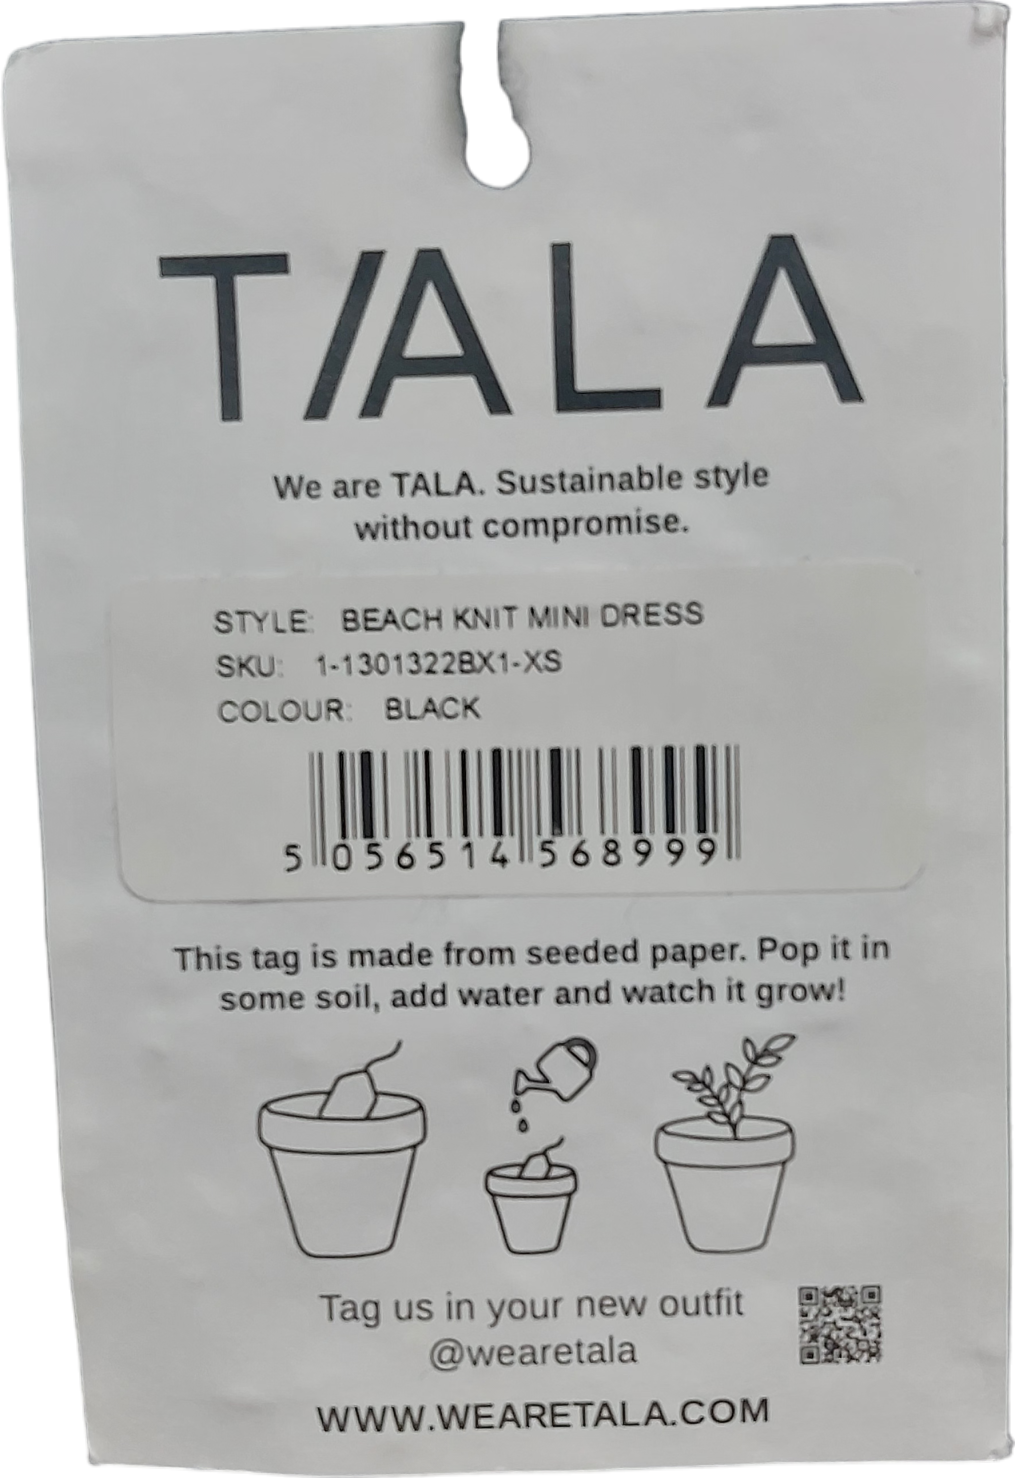 T/ALA
We are TALA. Sustainable style
without compromise.
STYLE: BEACH KNIT MINI DRESS
SKU: 1-1301322BX1-XS
COLOUR: BLACK
5 056514 568999
This tag is made from seeded paper. Pop it in
some soil, add water and watch it grow!
Tag us in your new outfit
@wearetala
WWW.WEARETALA.COM